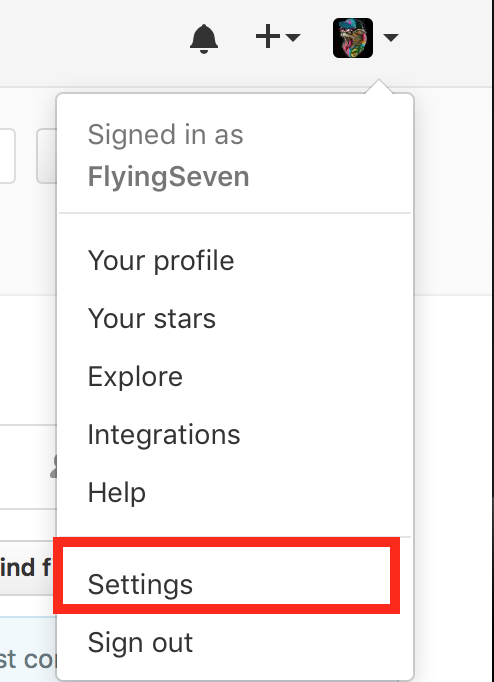 Signed in as
FlyingSeven
Your profile
Your stars
Explore
Integrations
Help
ind f
Settings
Sign out
st co